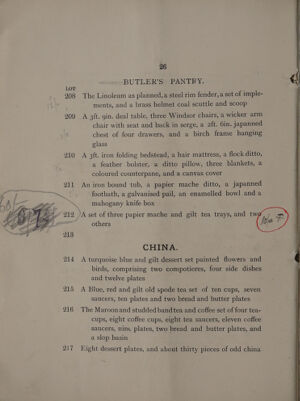 26
BUTLER'S PANTRY.
LOT
208 The Linoleum as planned, a steel rim fender, a set of imple-
ments, and a brass helmet coal scuttle and scoop
209 A 3ft. 9in. deal table, three Windsor chairs, a wicker arm
chair with seat and back in serge, a 2ft. 6in. japanned
chest of four drawers, and a birch frame hanging
glass
210 A 3ft. iron folding bedstead, a hair mattress, a flock ditto,
a feather bolster, a ditto pillow, three blankets, a
coloured counterpane, and a canvas cover
211 An iron bound tub, a papier mache ditto, a japanned
footbath, a galvanised pail, an enamelled bowl and a
mahogany knife box
212 A set of three papier mache and gilt tea trays, and two
others
213
CHINA.
214 A turquoise blue and gilt dessert set painted flowers and
birds, comprising two compotieres, four side dishes
and twelve plates
215 A Blue, red and gilt old spode tea set of ten cups, seven
saucers, ten plates and two bread and butter plates
216 The Maroon and studded band tea and coffee set of four tea-
cups, eight coffee cups, eight tea saucers, eleven coffee
saucers, nine plates, two bread and butter plates, and
a slop basin
217 Eight dessert plates, and about thirty pieces of odd china